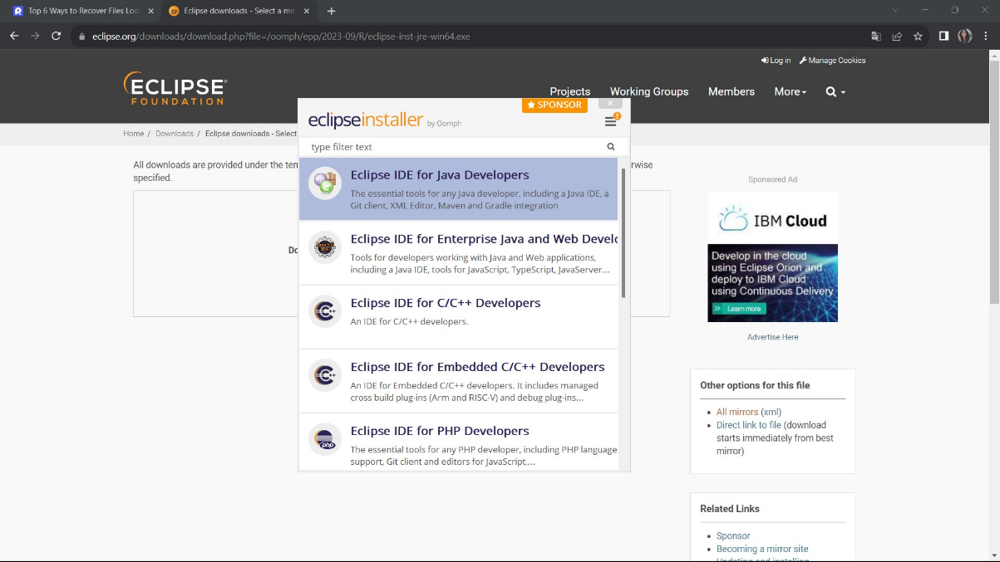 Top 6 Ways to Recover Files Lost
Eclipse downloads - Select a mir
eclipse.org/downloads/download.php?file=/oomph/epp/2023-09/R/eclipse-inst-jre-win64.exe
Log in Manage Cookies
ECLIPSE
FOUNDATION
Projects Working Groups Members More
Home / Downloads / Eclipse downloads - Select
All downloads are provided under the ter
rwise
specified.
Do
SPONSOR
eclipseinstaller by Oomph
type filter text
Eclipse IDE for Java Developers
The essential tools for any Java developer, including a Java IDE, a
Git client, XML Editor, Maven and Gradle integration
Eclipse IDE for Enterprise Java and Web Develo
Tools for developers working with Java and Web applications,
including a Java IDE, tools for JavaScript, TypeScript, JavaServer...
Eclipse IDE for C/C++ Developers
An IDE for C/C++ developers.
Eclipse IDE for Embedded C/C++ Developers
An IDE for Embedded C/C++ developers. It includes managed
cross build plug-ins (Arm and RISC-V) and debug plug-ins...
php
Eclipse IDE for PHP Developers
The essential tools for any PHP developer, including PHP language
support, Git client and editors for JavaScript,...
Sponsored Ad
IBM Cloud
Develop in the cloud
using Eclipse Orion and
deploy to IBM Cloud
using Continuous Delivery
Learn more
Advertise Here
Other options for this file
All mirrors (xml)
Direct link to file (download
starts immediately from best
mirror)
Related Links
Sponsor
Becoming a mirror site
Updating and installing